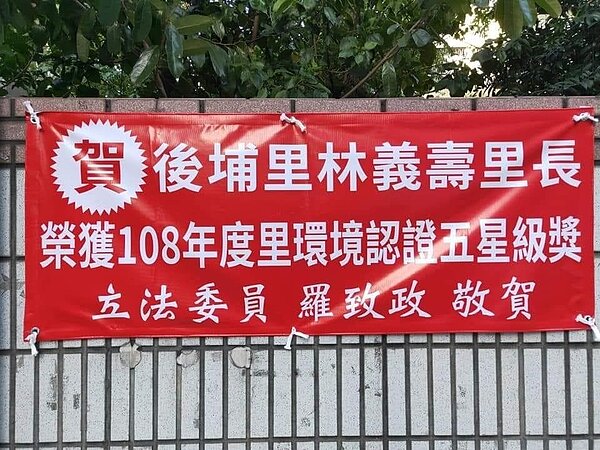 賀 後埔里林義壽里長
榮獲108年度里環境認證五星級獎
立法委員 羅致政 敬賀